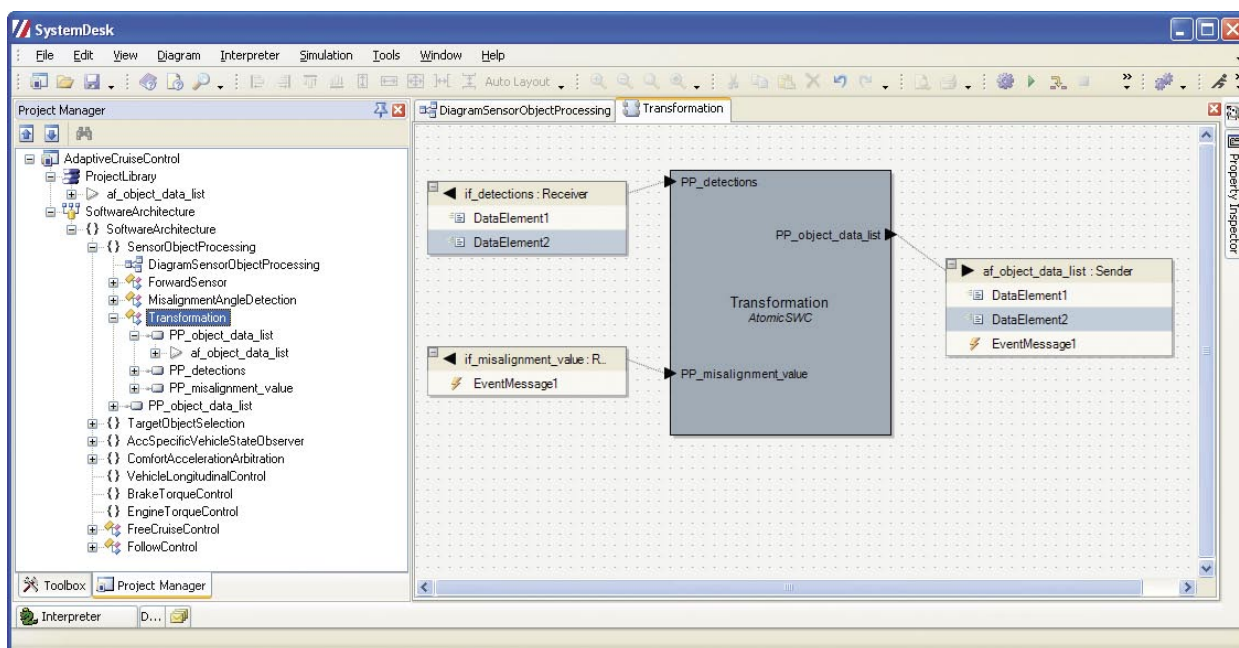 SystemDesk
File Edit View Diagram Interpreter Simulation Tools Window Help
Auto Layout
Project Manager
DiagramSensorObjectProcessing Transformation
AdaptiveCruiseControl
ProjectLibrary
af_object_data_list
SoftwareArchitecture
{} SoftwareArchitecture
{} SensorObjectProcessing
DiagramSensorObjectProcessing
ForwardSensor
MisalignmentAngleDetection
Transformation
PP_object_data_list
af_object_data_list
PP_detections
PP_misalignment_value
PP_object_data_list
{} TargetObjectSelection
{} AccSpecificVehicleStateObserver
{} ComfortAccelerationArbitration
{} VehicleLongitudinalControl
{} BrakeTorqueControl
{} EngineTorqueControl
FreeCruiseControl
FollowControl
if_detections : Receiver
DataElement1
DataElement2
if_misalignment_value : R..
EventMessage1
PP_detections
PP_object_data_list
Transformation
AtomicSWC
PP_misalignment_value
af_object_data_list : Sender
DataElement1
DataElement2
EventMessage1
Property Inspector
Toolbox Project Manager
Interpreter D...